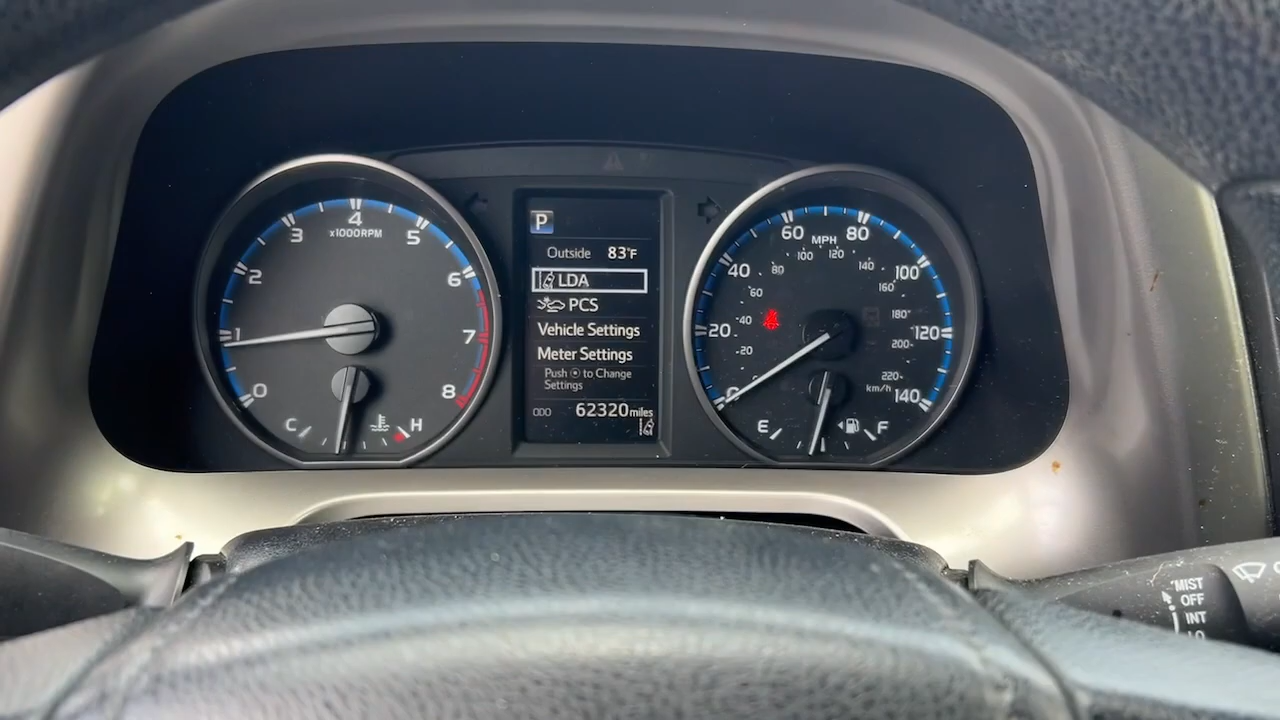 4
3
5
x1000RPM
2
6
1
7
0
8
C
H
P
Outside 83°F
LDA
PCS
Vehicle Settings
Meter Settings
Push ⦿ to Change
Settings
ODO 62320 miles
60
MPH
80
40
100
20
120
0
140
100
120
80
140
60
160
40
180
20
200
220
km/h
E
F
MIST
OFF
INT
LO